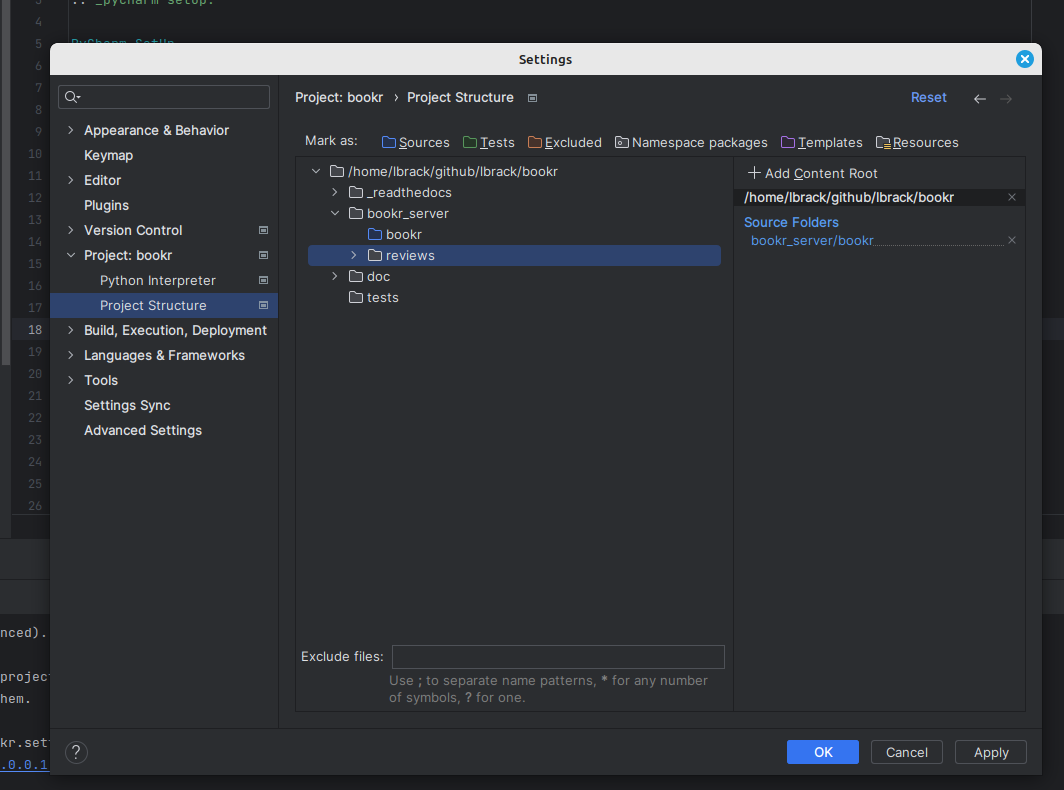 3 .. _pycharm setup:
4
5 PyCharm SetUp
6
7
8
9
10
11
12
13
14
15
16
17
18
19
20
21
22
23
24
25
26
nced).
project
hem.
kr.sett
.0.0.1
Settings
Appearance & Behavior
Keymap
Editor
Plugins
Version Control
Project: bookr
Python Interpreter
Project Structure
Build, Execution, Deployment
Languages & Frameworks
Tools
Settings Sync
Advanced Settings
Project: bookr › Project Structure Reset
Mark as: Sources Tests Excluded Namespace packages Templates Resources
/home/lbrack/github/lbrack/bookr
_readthedocs
bookr_server
bookr
reviews
doc
tests
Add Content Root
/home/lbrack/github/lbrack/bookr
Source Folders
bookr_server/bookr
Exclude files:
Use ; to separate name patterns, * for any number
of symbols, ? for one.
? OK Cancel Apply